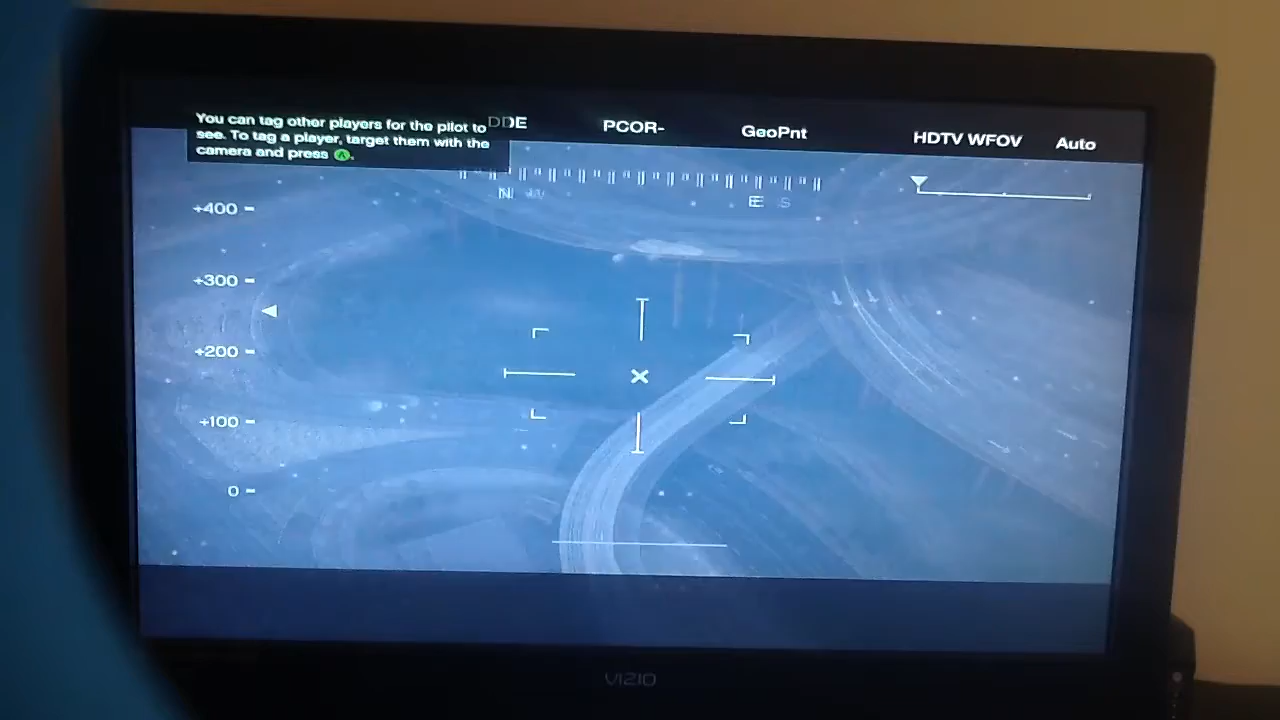 You can tag other players for the pilot to
see. To tag a player, target them with the
camera and press A.
DDE
PCOR-
GeoPnt
HDTV WFOV
Auto
N
E
S
+400
+300
+200
+100
0
VIZIO